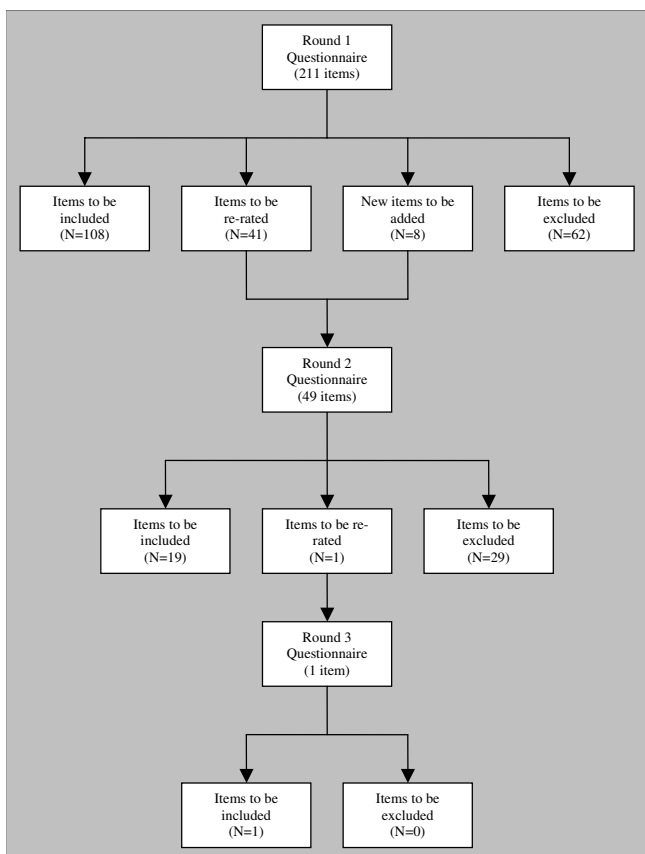 Round 1
Questionnaire
(211 items)
Items to be
included
(N=108)
Items to be
re-rated
(N=41)
New items to be
added
(N=8)
Items to be
excluded
(N=62)
Round 2
Questionnaire
(49 items)
Items to be
included
(N=19)
Items to be re-
rated
(N=1)
Items to be
excluded
(N=29)
Round 3
Questionnaire
(1 item)
Items to be
included
(N=1)
Items to be
excluded
(N=0)